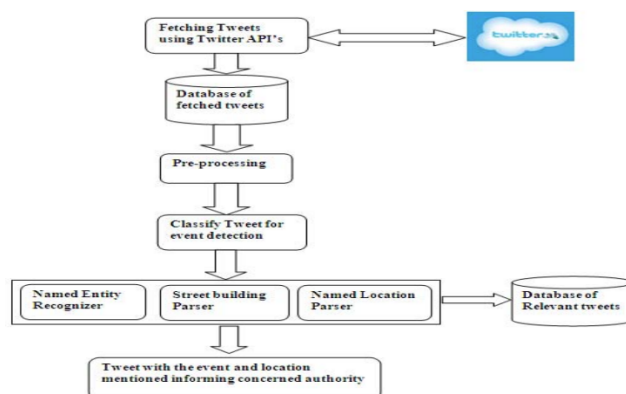 Fetching Tweets
using Twitter API's
twitter
Database of
fetched tweets
Pre-processing
Classify Tweet for
event detection
Named Entity
Recognizer
Street building
Parser
Named Location
Parser
Database of
Relevant tweets
Tweet with the event and location
mentioned informing concerned authority